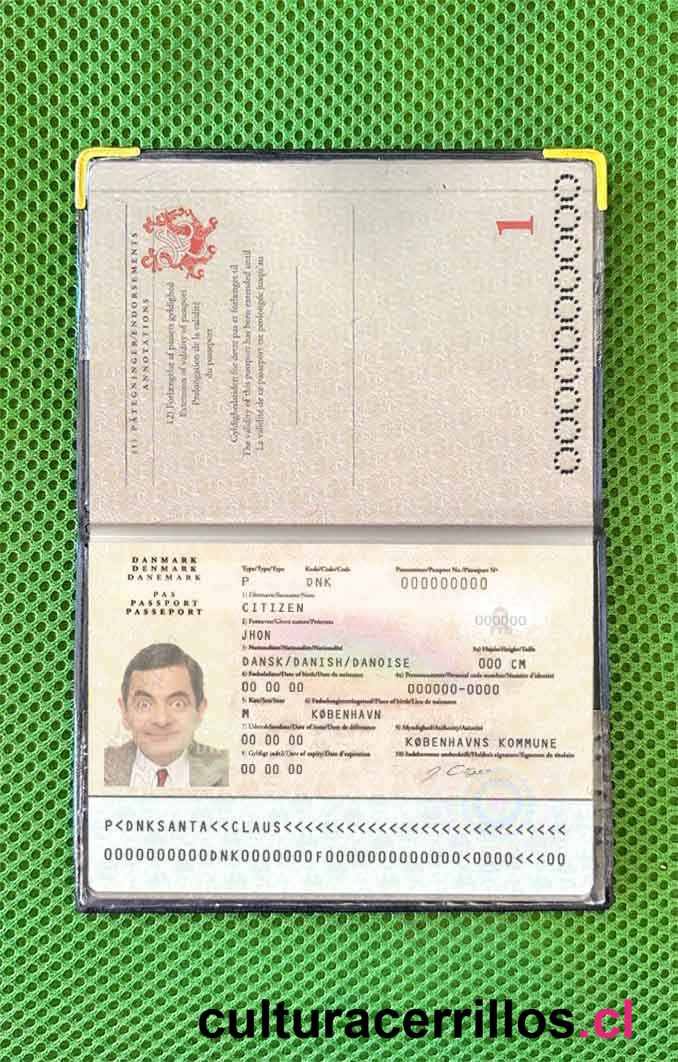 (1) PÅTEGNINGER/ENDORSEMENTS
ANNOTATIONS
(2) Forlængelse af passets gyldighed
Extension of validity of passport
Prolongation de la validité
du passeport
Gyldighedstiden for dette pas er forlænget til
The validity of this passport has been extended until
La validité de ce passeport est prolongée jusqu'au
1
000000000
DANMARK
DENMARK
DANEMARK
PAS
PASSPORT
PASSEPORT
Type/Type/Type Kode/Code/Code Pasnummer/Passport No./Passeport N°
P DNK 000000000
1) Efternavn/Surname/Nom
CITIZEN 000000
2) Fornavne/Given names/Prénoms
JHON
3) Nationalitet/Nationality/Nationalité 3a) Højde/Height/Taille
DANSK/DANISH/DANOISE 000 CM
4) Fødselsdato/Date of birth/Date de naissance 4a) Personnummer/Personal code number/Numéro d'identité
00 00 00 000000-0000
5) Køn/Sex/Sexe 6) Fødselsregistreringssted/Place of birth/Lieu de naissance
M KØBENHAVN
7) Udstedelsesdato/Date of issue/Date de délivrance 9) Myndighed/Authority/Autorité
00 00 00 KØBENHAVNS KOMMUNE
8) Gyldigt indtil/Date of expiry/Date d'expiration 10) Indehaverens underskrift/Holder's signature/Signature du titulaire
00 00 00
P<DNKSANTA<<CLAUS<<<<<<<<<<<<<<<<<<<<<<<<<<<
0000000000DNK0000000F00000000000000<0000<<<00
culturacerrillos.cl